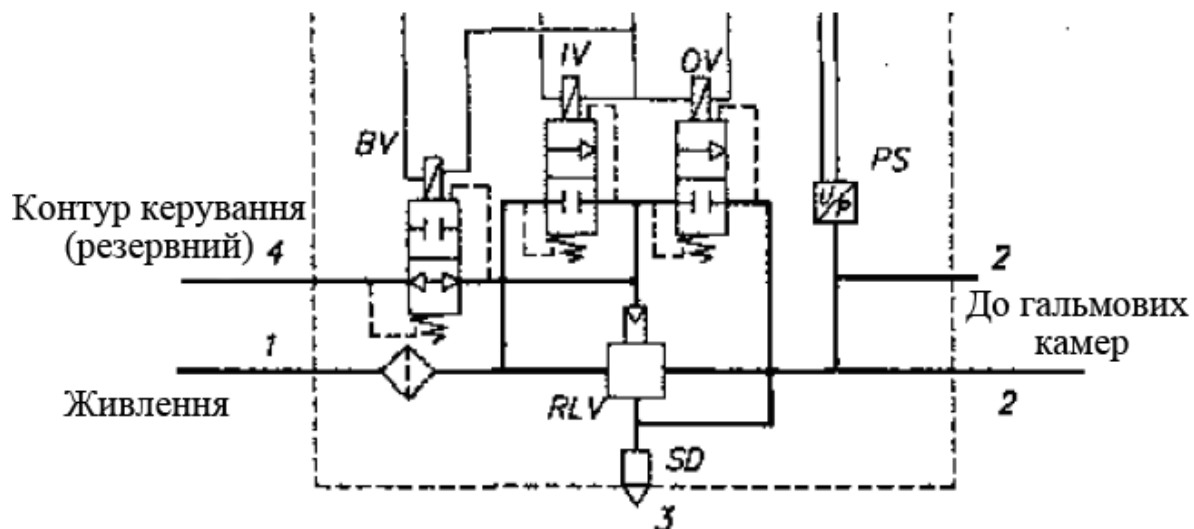 IV
OV
BV
PS
U/p
Контур керування
(резервний)
4
2
До гальмових
камер
1
Живлення
RLV
2
SD
3